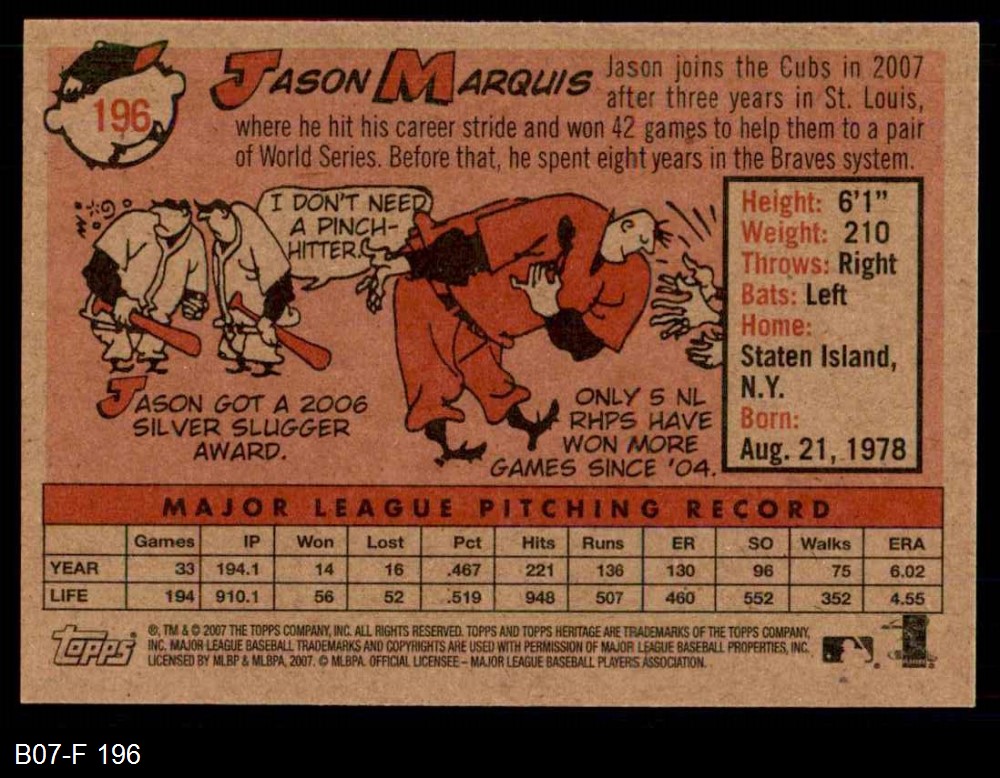 196
JASON MARQUIS
Jason joins the Cubs in 2007
after three years in St. Louis,
where he hit his career stride and won 42 games to help them to a pair
of World Series. Before that, he spent eight years in the Braves system.
I DON'T NEED
A PINCH-
HITTER.
JASON GOT A 2006
SILVER SLUGGER
AWARD.
ONLY 5 NL
RHPS HAVE
WON MORE
GAMES SINCE '04.
Height: 6'1"
Weight: 210
Throws: Right
Bats: Left
Home:
Staten Island,
N.Y.
Born:
Aug. 21, 1978
MAJOR LEAGUE PITCHING RECORD
Games IP Won Lost Pct Hits Runs ER SO Walks ERA
YEAR 33 194.1 14 16 .467 221 136 130 96 75 6.02
LIFE 194 910.1 56 52 .519 948 507 460 552 352 4.55
topps
®, TM & © 2007 THE TOPPS COMPANY, INC. ALL RIGHTS RESERVED. TOPPS AND TOPPS HERITAGE ARE TRADEMARKS OF THE TOPPS COMPANY,
INC. MAJOR LEAGUE BASEBALL TRADEMARKS AND COPYRIGHTS ARE USED WITH PERMISSION OF MAJOR LEAGUE BASEBALL PROPERTIES, INC.
LICENSED BY MLBP & MLBPA, 2007. © MLBPA. OFFICIAL LICENSEE – MAJOR LEAGUE BASEBALL PLAYERS ASSOCIATION.
B07-F 196